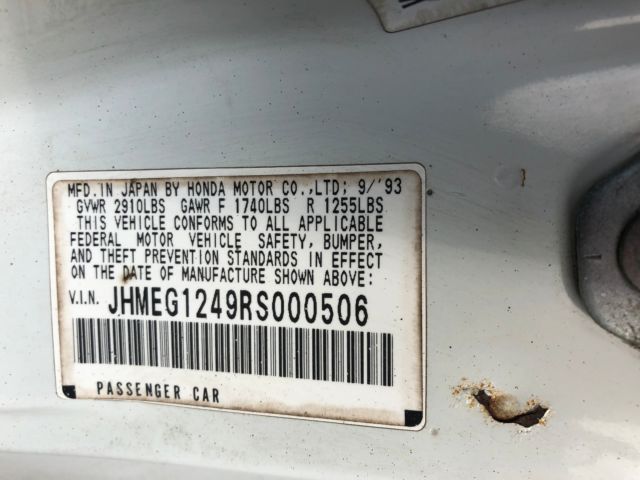 MFD.IN JAPAN BY HONDA MOTOR CO.,LTD; 9/'93
GVWR 2910LBS GAWR F 1740LBS R 1255LBS
THIS VEHICLE CONFORMS TO ALL APPLICABLE
FEDERAL MOTOR VEHICLE SAFETY, BUMPER,
AND THEFT PREVENTION STANDARDS IN EFFECT
ON THE DATE OF MANUFACTURE SHOWN ABOVE:
V.I.N. JHMEG1249RS000506
PASSENGER CAR